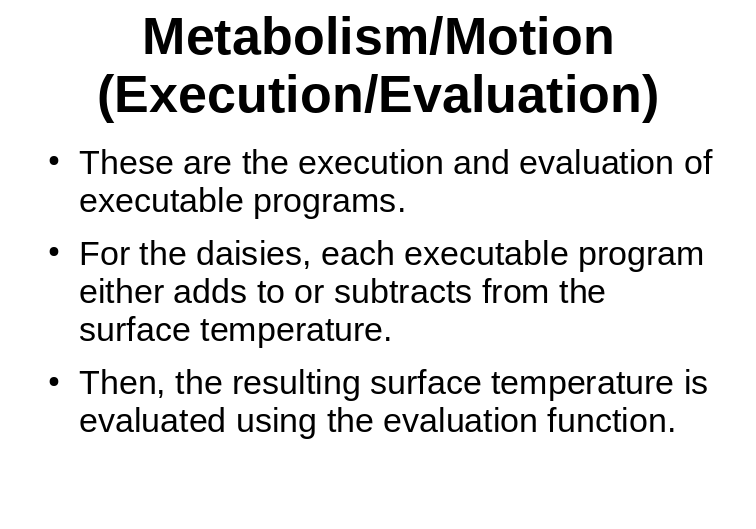 Metabolism/Motion
(Execution/Evaluation)
• These are the execution and evaluation of
executable programs.
• For the daisies, each executable program
either adds to or subtracts from the
surface temperature.
• Then, the resulting surface temperature is
evaluated using the evaluation function.